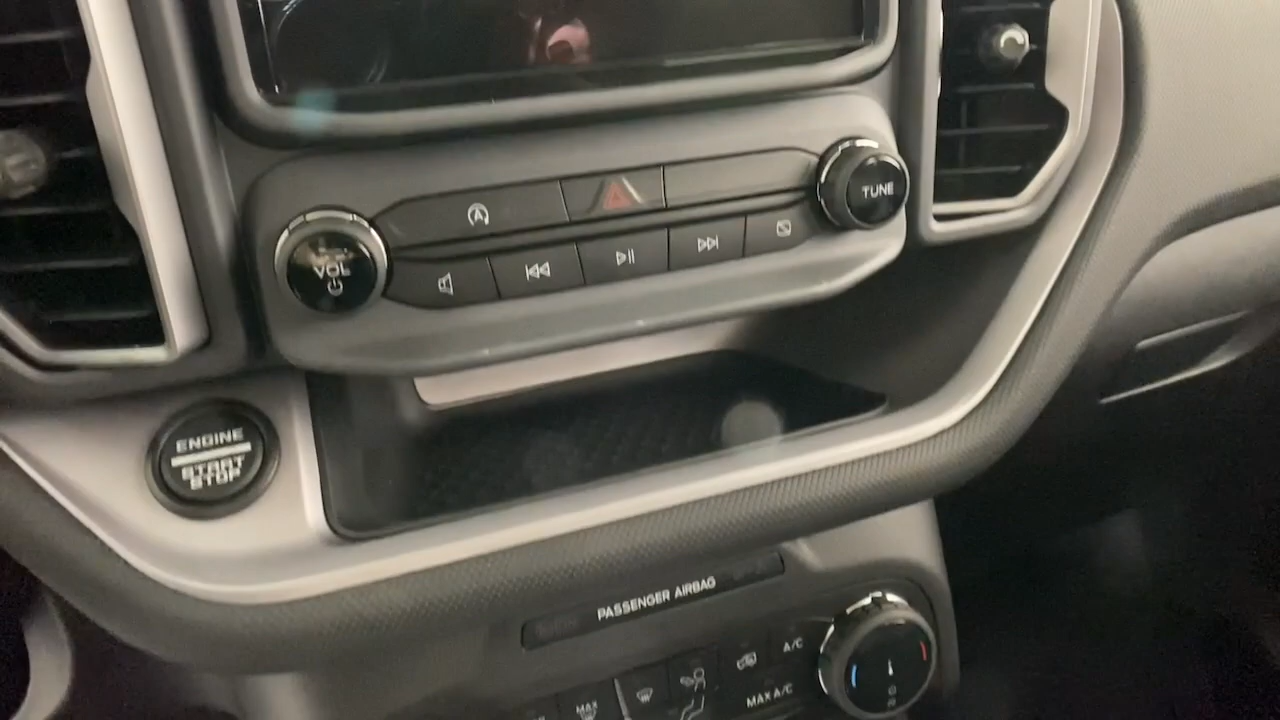 TUNE
VOL
ENGINE
START
STOP
PASSENGER AIRBAG
A/C
MAX
MAX A/C